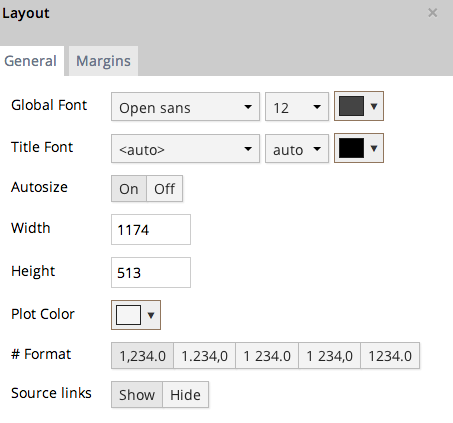 Layout ×
General Margins
Global Font Open sans 12
Title Font <auto> auto
Autosize On Off
Width 1174
Height 513
Plot Color
# Format 1,234.0 1.234,0 1 234.0 1 234,0 1234.0
Source links Show Hide